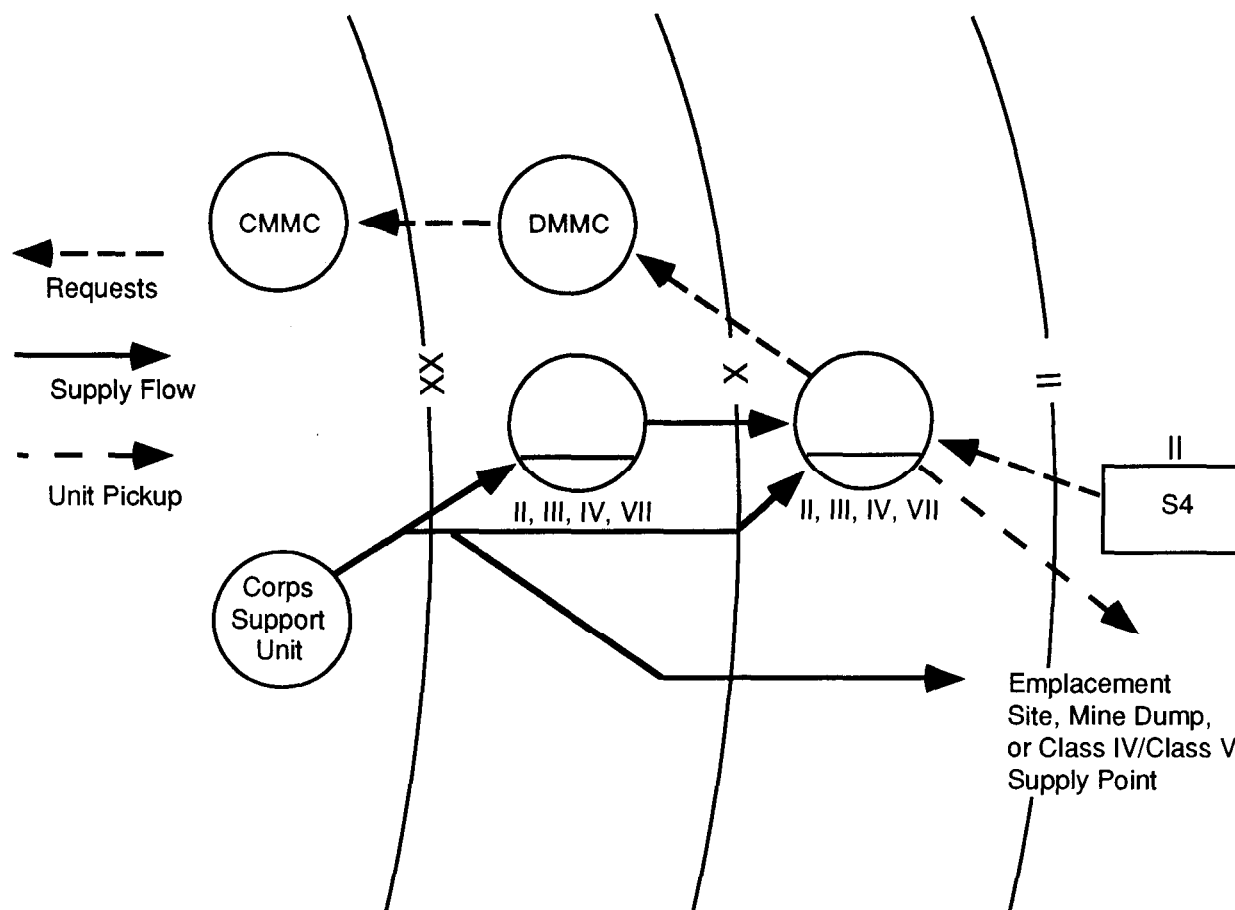 CMMC
DMMC
Requests
Supply Flow
Unit Pickup
XX
X
II
II, III, IV, VII
II, III, IV, VII
II
S4
Corps
Support
Unit
Emplacement
Site, Mine Dump,
or Class IV/Class V
Supply Point